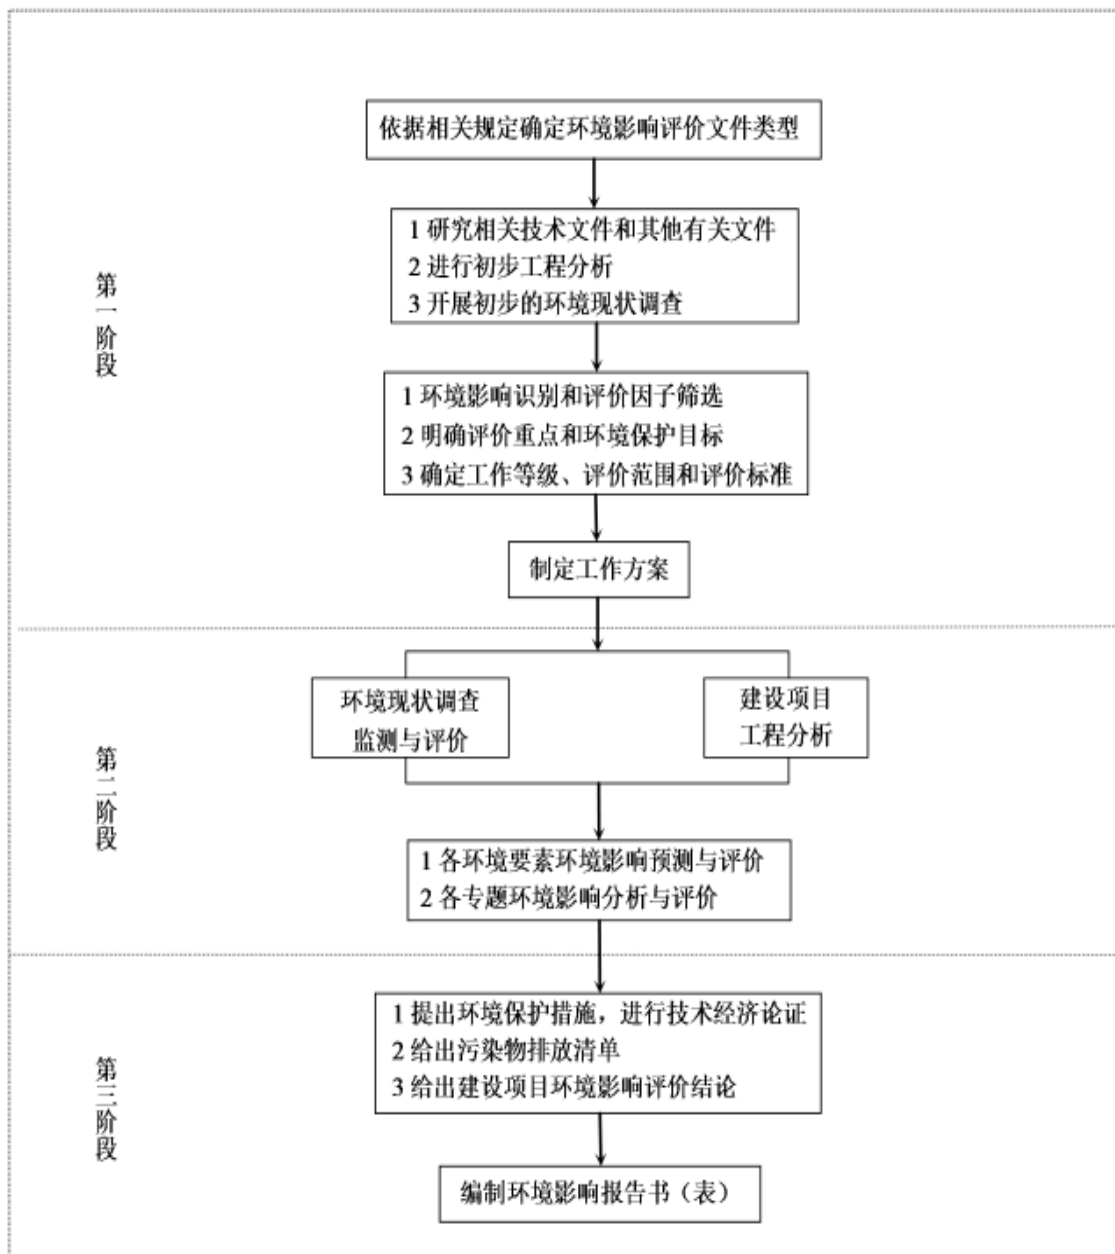 依据相关规定确定环境影响评价文件类型
1 研究相关技术文件和其他有关文件
2 进行初步工程分析
3 开展初步的环境现状调查
第一阶段
1 环境影响识别和评价因子筛选
2 明确评价重点和环境保护目标
3 确定工作等级、评价范围和评价标准
制定工作方案
环境现状调查
监测与评价
建设项目
工程分析
第二阶段
1 各环境要素环境影响预测与评价
2 各专题环境影响分析与评价
1 提出环境保护措施，进行技术经济论证
2 给出污染物排放清单
3 给出建设项目环境影响评价结论
第三阶段
编制环境影响报告书（表）